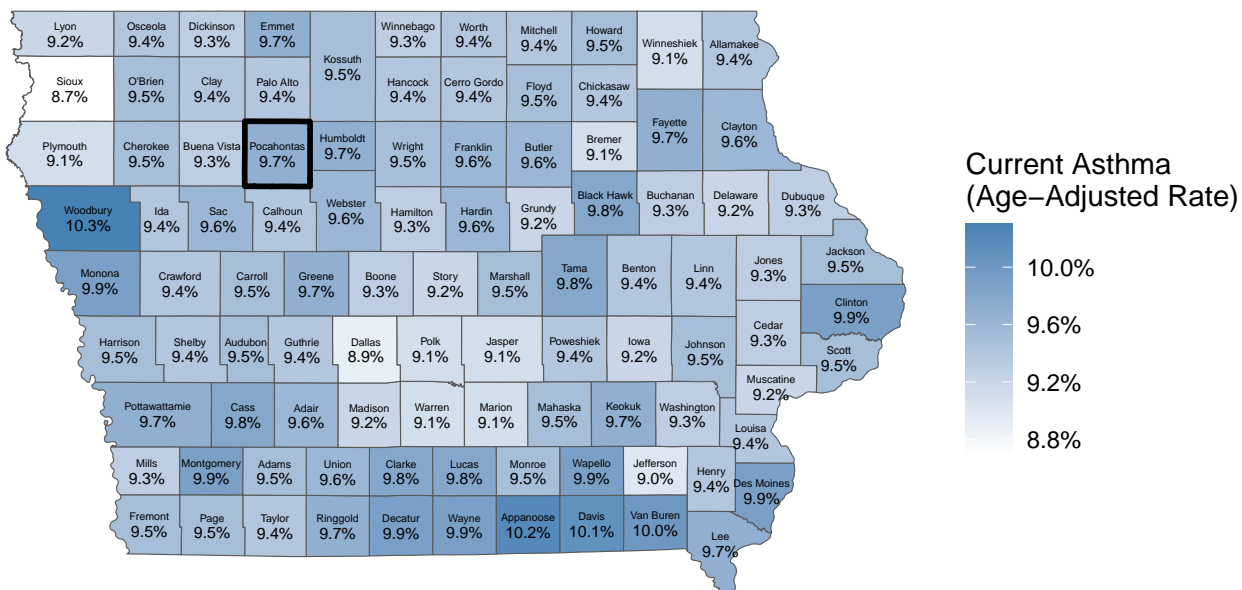 Lyon
9.2%
Osceola
9.4%
Dickinson
9.3%
Emmet
9.7%
Kossuth
9.5%
Winnebago
9.3%
Worth
9.4%
Mitchell
9.4%
Howard
9.5%
Winneshiek
9.1%
Allamakee
9.4%
Sioux
8.7%
O'Brien
9.5%
Clay
9.4%
Palo Alto
9.4%
Hancock
9.4%
Cerro Gordo
9.4%
Floyd
9.5%
Chickasaw
9.4%
Fayette
9.7%
Clayton
9.6%
Plymouth
9.1%
Cherokee
9.5%
Buena Vista
9.3%
Pocahontas
9.7%
Humboldt
9.7%
Wright
9.5%
Franklin
9.6%
Butler
9.6%
Bremer
9.1%
Woodbury
10.3%
Ida
9.4%
Sac
9.6%
Calhoun
9.4%
Webster
9.6%
Hamilton
9.3%
Hardin
9.6%
Grundy
9.2%
Black Hawk
9.8%
Buchanan
9.3%
Delaware
9.2%
Dubuque
9.3%
Monona
9.9%
Crawford
9.4%
Carroll
9.5%
Greene
9.7%
Boone
9.3%
Story
9.2%
Marshall
9.5%
Tama
9.8%
Benton
9.4%
Linn
9.4%
Jones
9.3%
Jackson
9.5%
Clinton
9.9%
Harrison
9.5%
Shelby
9.4%
Audubon
9.5%
Guthrie
9.4%
Dallas
8.9%
Polk
9.1%
Jasper
9.1%
Poweshiek
9.4%
Iowa
9.2%
Johnson
9.5%
Cedar
9.3%
Scott
9.5%
Muscatine
9.2%
Pottawattamie
9.7%
Cass
9.8%
Adair
9.6%
Madison
9.2%
Warren
9.1%
Marion
9.1%
Mahaska
9.5%
Keokuk
9.7%
Washington
9.3%
Louisa
9.4%
Mills
9.3%
Montgomery
9.9%
Adams
9.5%
Union
9.6%
Clarke
9.8%
Lucas
9.8%
Monroe
9.5%
Wapello
9.9%
Jefferson
9.0%
Henry
9.4%
Des Moines
9.9%
Fremont
9.5%
Page
9.5%
Taylor
9.4%
Ringgold
9.7%
Decatur
9.9%
Wayne
9.9%
Appanoose
10.2%
Davis
10.1%
Van Buren
10.0%
Lee
9.7%
Current Asthma
(Age−Adjusted Rate)
10.0%
9.6%
9.2%
8.8%